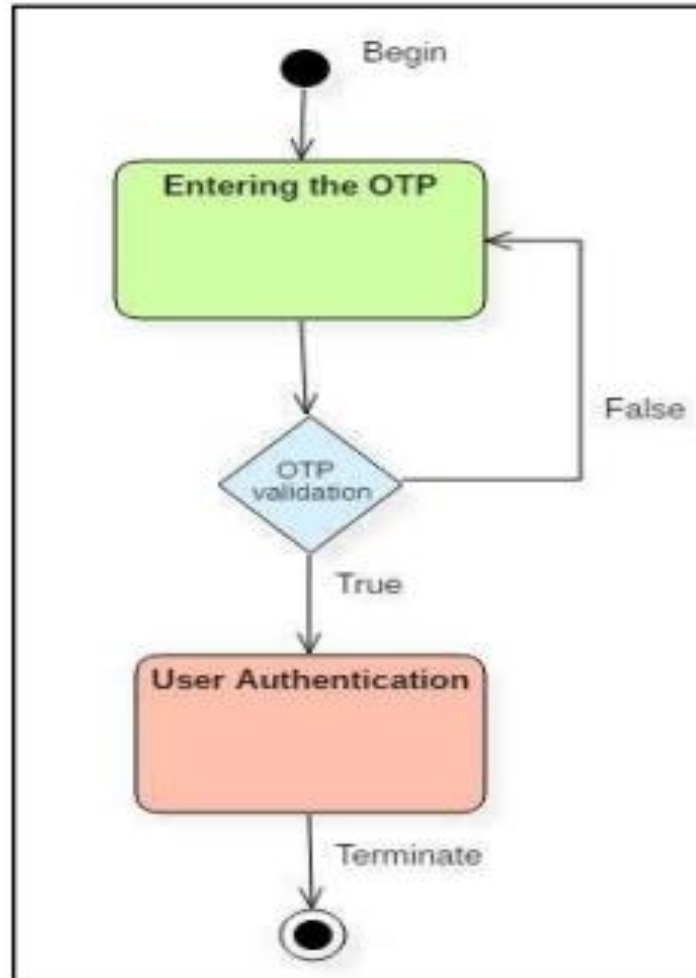 Begin
Entering the OTP
False
OTP
validation
True
User Authentication
Terminate